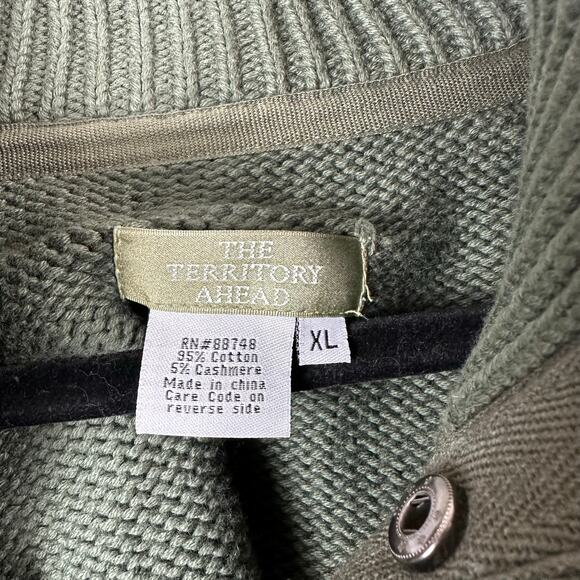 THE
TERRITORY
AHEAD
XL
RN#88748
95% Cotton
5% Cashmere
Made in china
Care Code on
reverse side